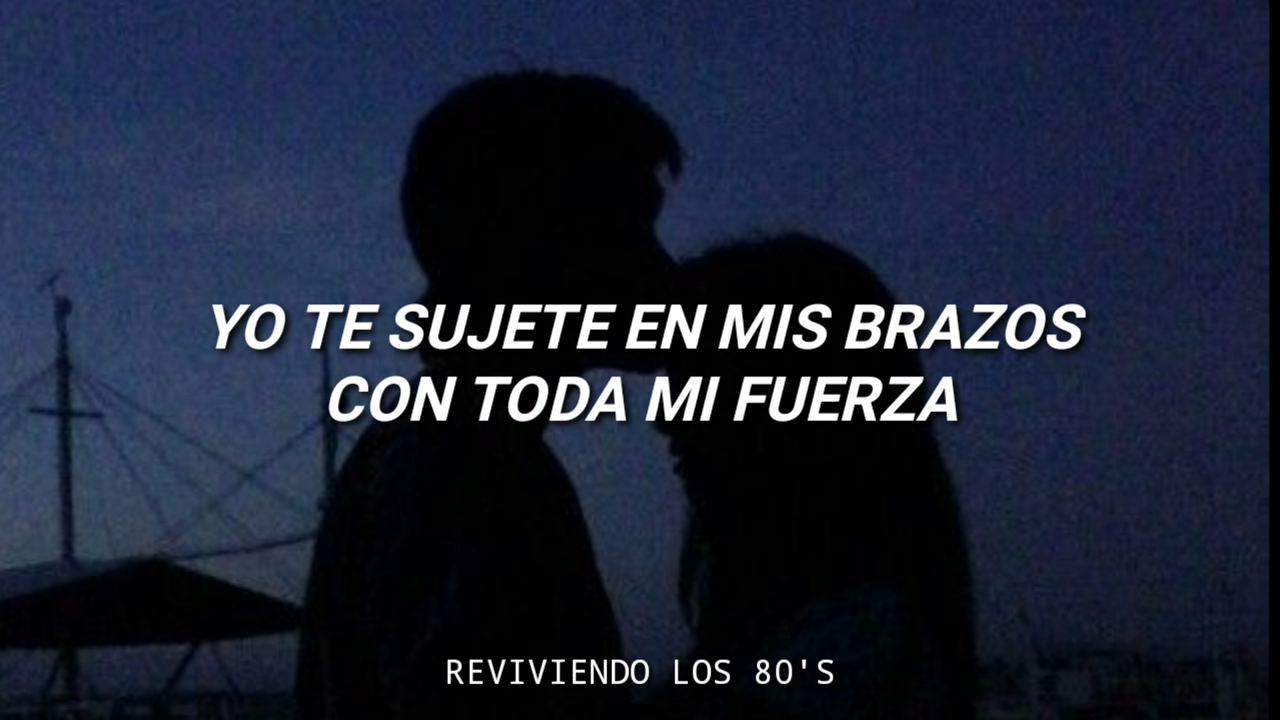 YO TE SUJETE EN MIS BRAZOS
CON TODA MI FUERZA
REVIVIENDO LOS 80'S